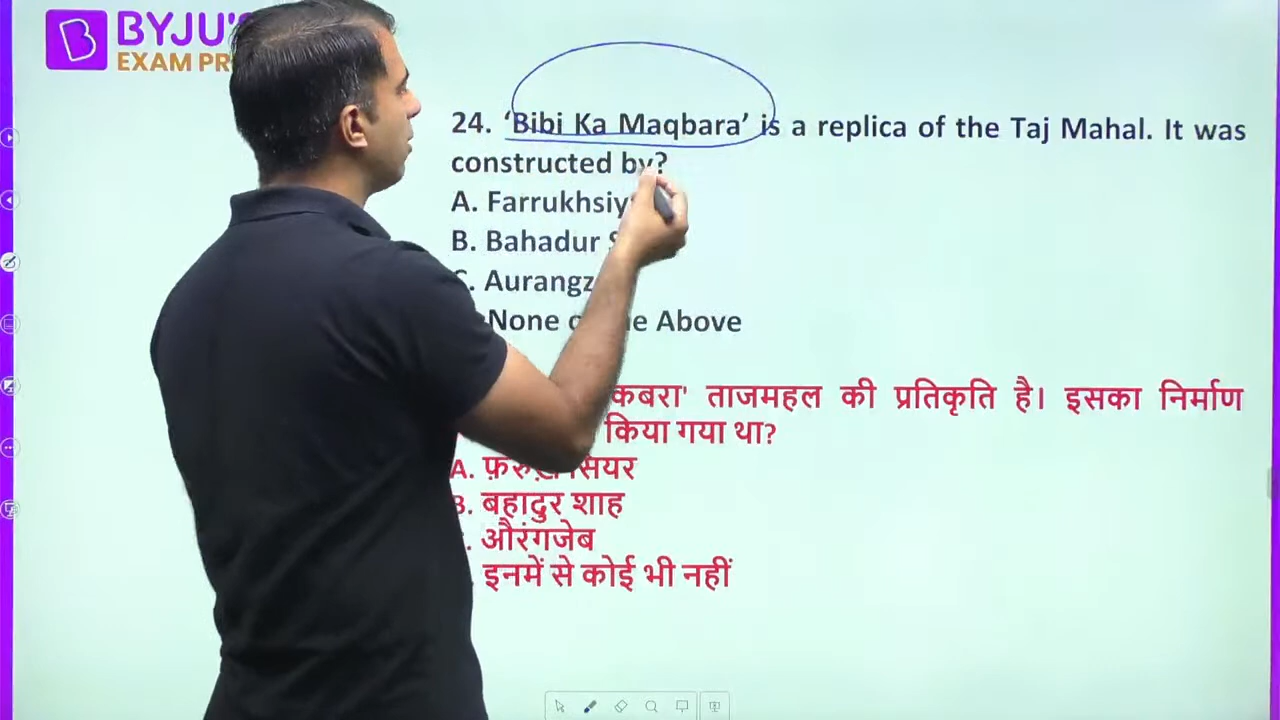 BYJU'S
EXAM PR
24. ‘Bibi Ka Maqbara’ is a replica of the Taj Mahal. It was
constructed by?
A. Farrukhsiy
B. Bahadur S
C. Aurangz
None o e Above
कबरा' ताजमहल की प्रतिकृति है। इसका निर्माण
किया गया था?
A. फ़रुख़सियर
B. बहादुर शाह
औरंगजेब
इनमें से कोई भी नहीं